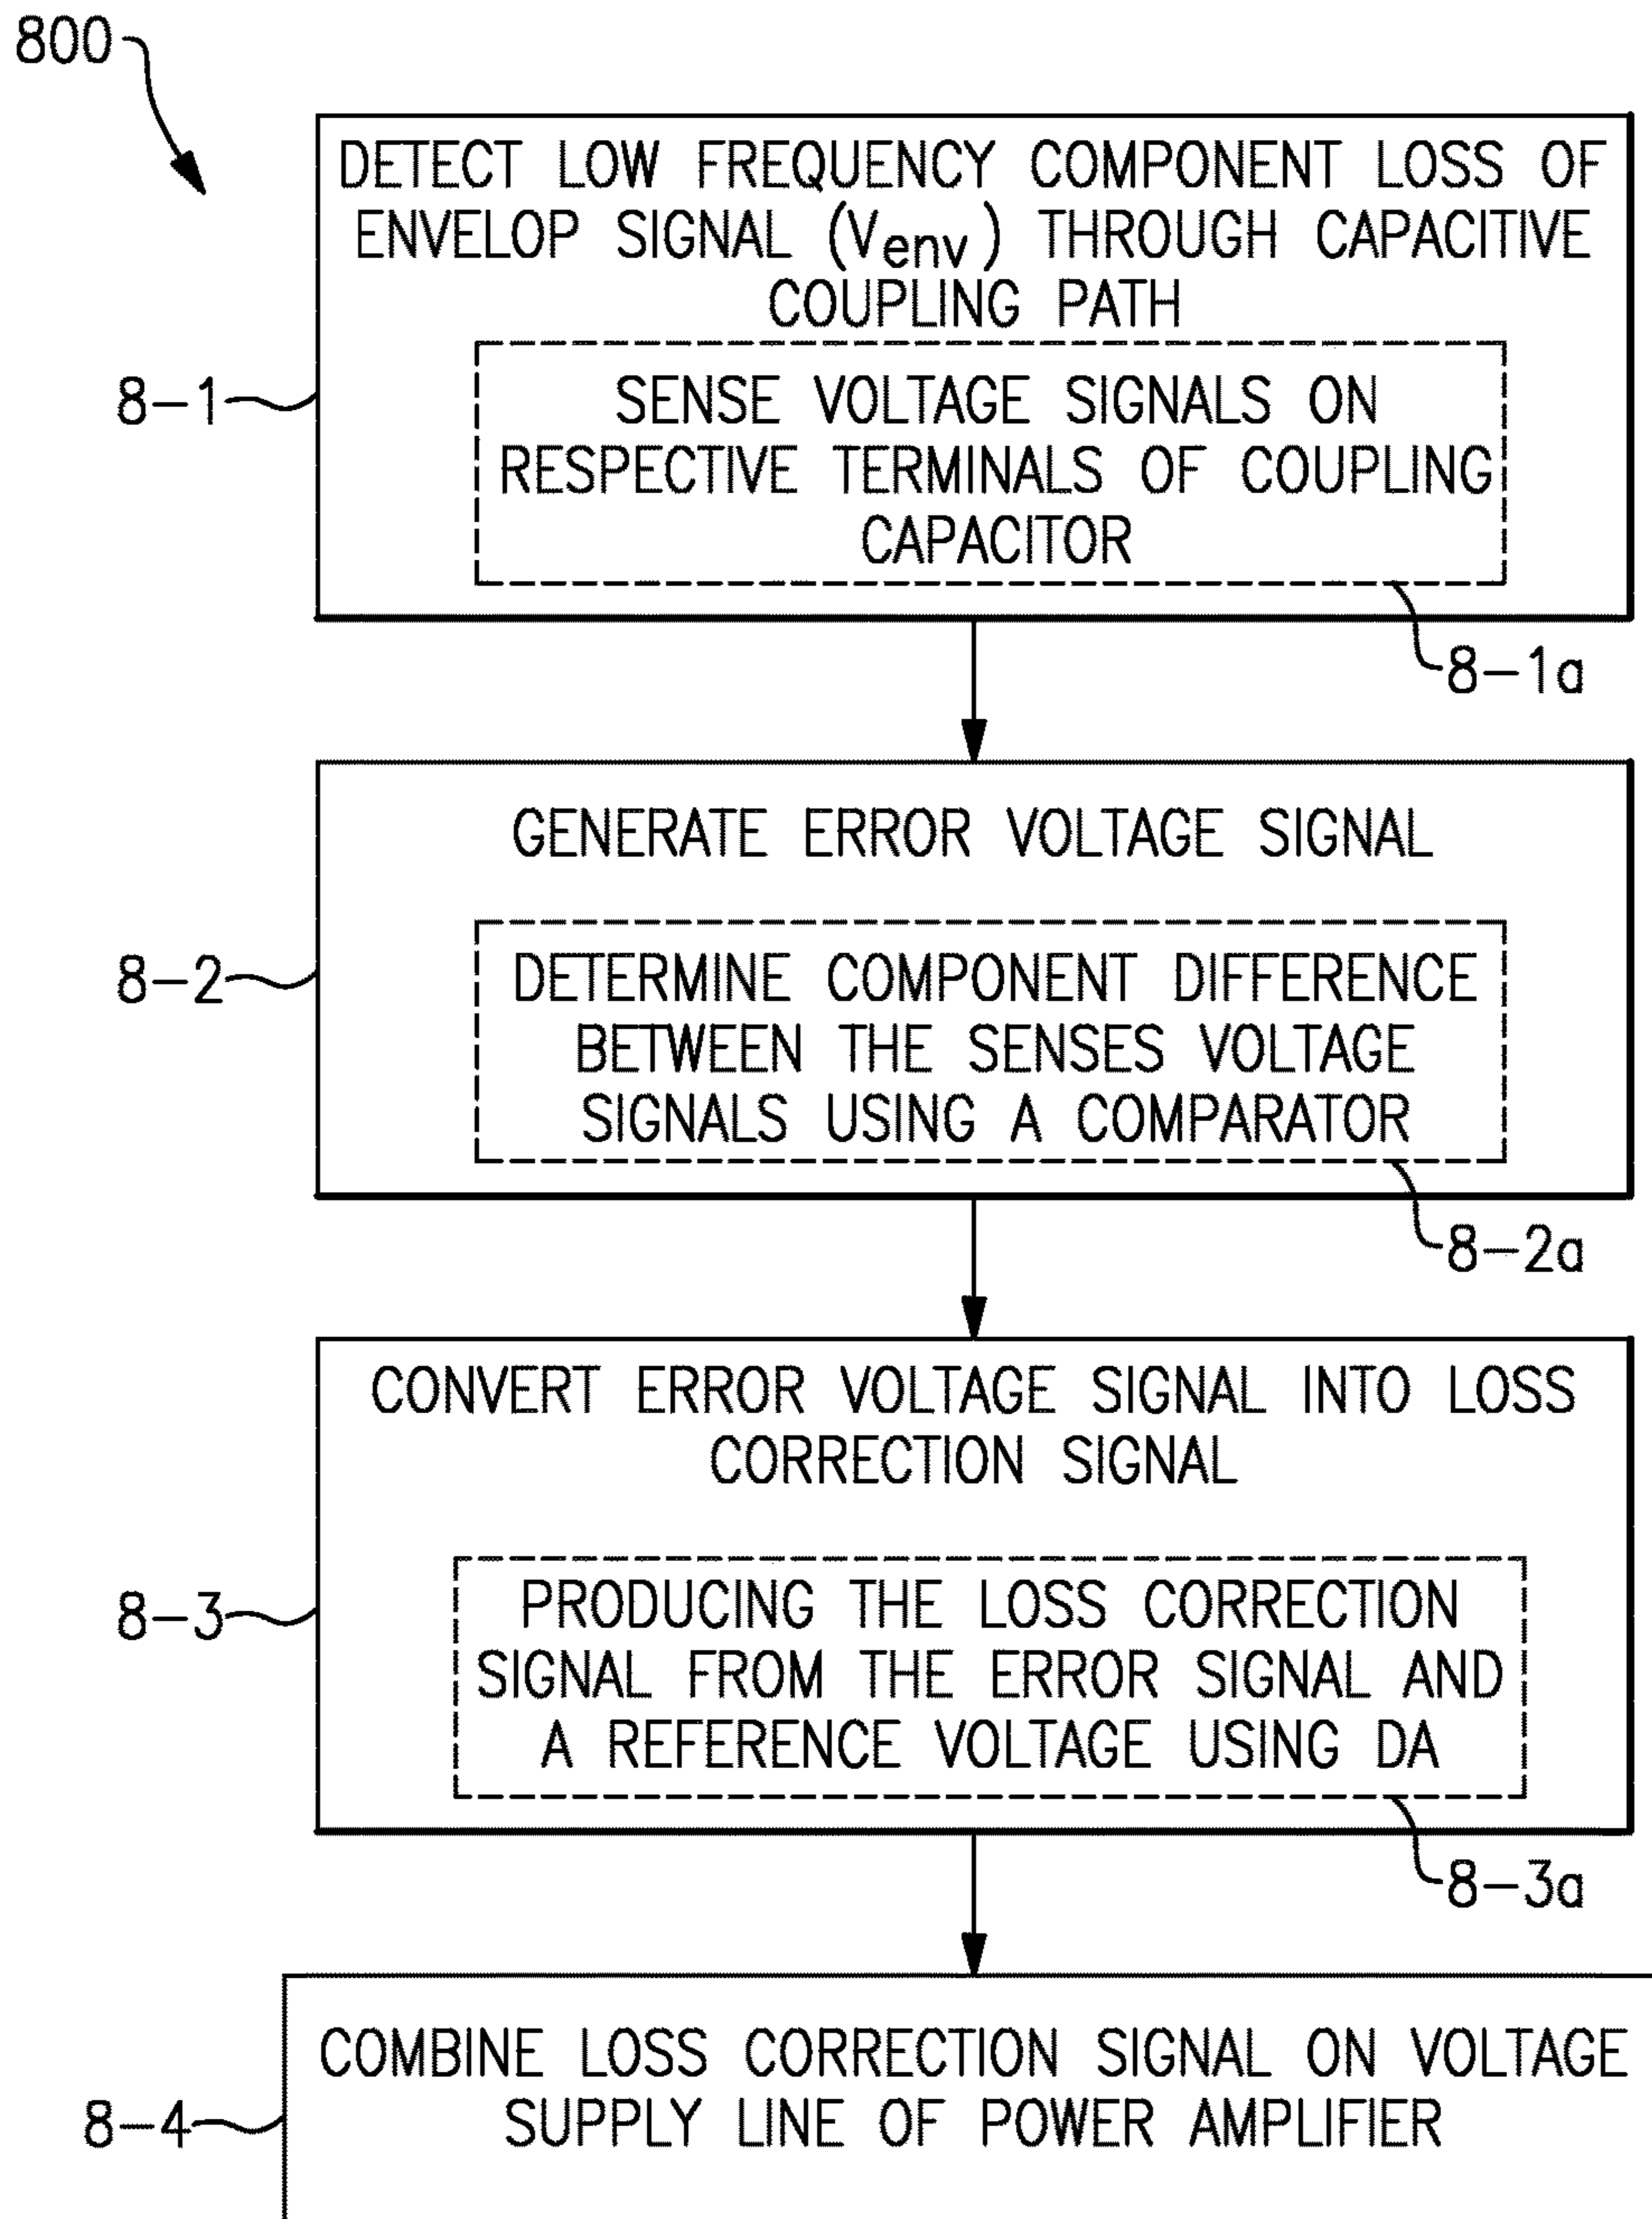 800
DETECT LOW FREQUENCY COMPONENT LOSS OF
ENVELOP SIGNAL (Venv) THROUGH CAPACITIVE
COUPLING PATH
8-1
SENSE VOLTAGE SIGNALS ON
RESPECTIVE TERMINALS OF COUPLING
CAPACITOR
8-1a
GENERATE ERROR VOLTAGE SIGNAL
8-2
DETERMINE COMPONENT DIFFERENCE
BETWEEN THE SENSES VOLTAGE
SIGNALS USING A COMPARATOR
8-2a
CONVERT ERROR VOLTAGE SIGNAL INTO LOSS
CORRECTION SIGNAL
8-3
PRODUCING THE LOSS CORRECTION
SIGNAL FROM THE ERROR SIGNAL AND
A REFERENCE VOLTAGE USING DA
8-3a
COMBINE LOSS CORRECTION SIGNAL ON VOLTAGE
SUPPLY LINE OF POWER AMPLIFIER
8-4